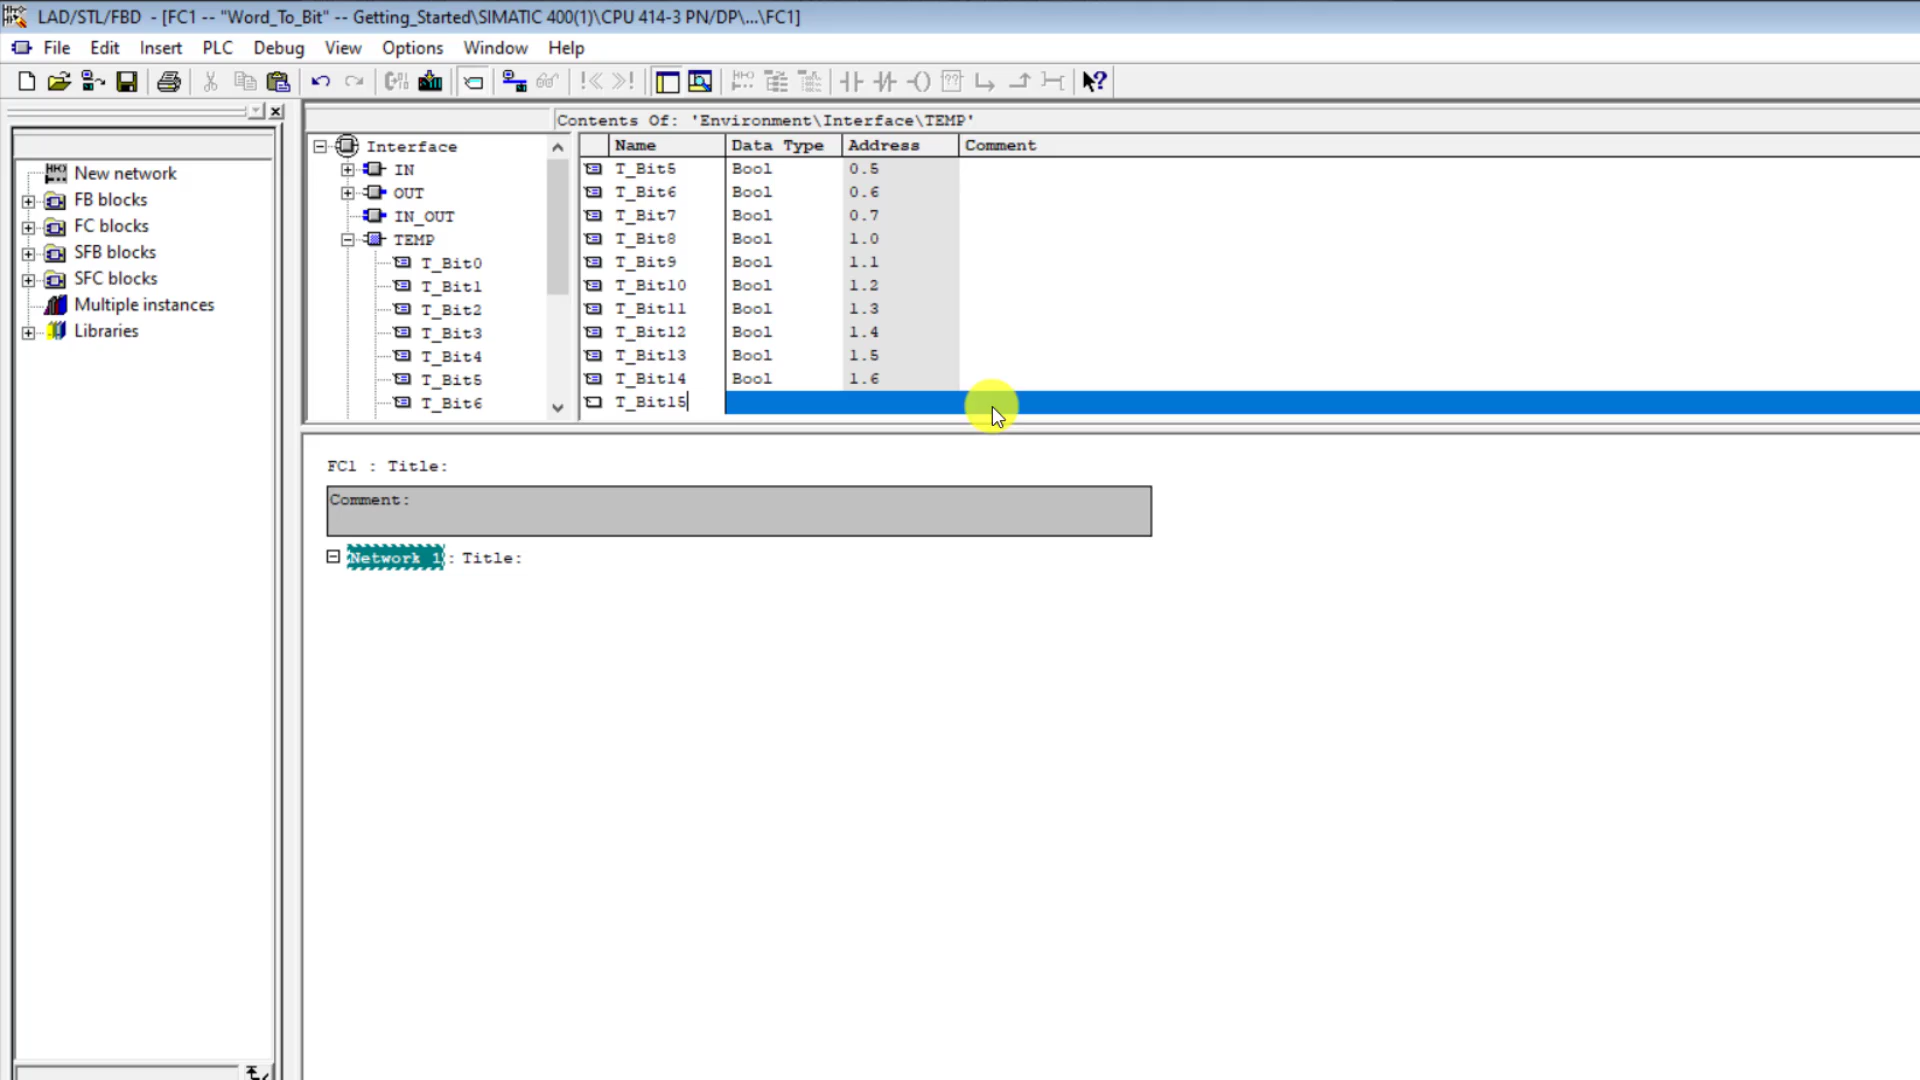 LAD/STL/FBD - [FC1 -- "Word_To_Bit" -- Getting_Started\SIMATIC 400(1)\CPU 414-3 PN/DP\...\FC1]
File Edit Insert PLC Debug View Options Window Help
New network
FB blocks
FC blocks
SFB blocks
SFC blocks
Multiple instances
Libraries
Interface
IN
OUT
IN_OUT
TEMP
T_Bit0
T_Bit1
T_Bit2
T_Bit3
T_Bit4
T_Bit5
T_Bit6
Contents Of: 'Environment\Interface\TEMP'
Name Data Type Address Comment
T_Bit5 Bool 0.5
T_Bit6 Bool 0.6
T_Bit7 Bool 0.7
T_Bit8 Bool 1.0
T_Bit9 Bool 1.1
T_Bit10 Bool 1.2
T_Bit11 Bool 1.3
T_Bit12 Bool 1.4
T_Bit13 Bool 1.5
T_Bit14 Bool 1.6
T_Bit15
FC1 : Title:
Comment:
Network 1: Title: